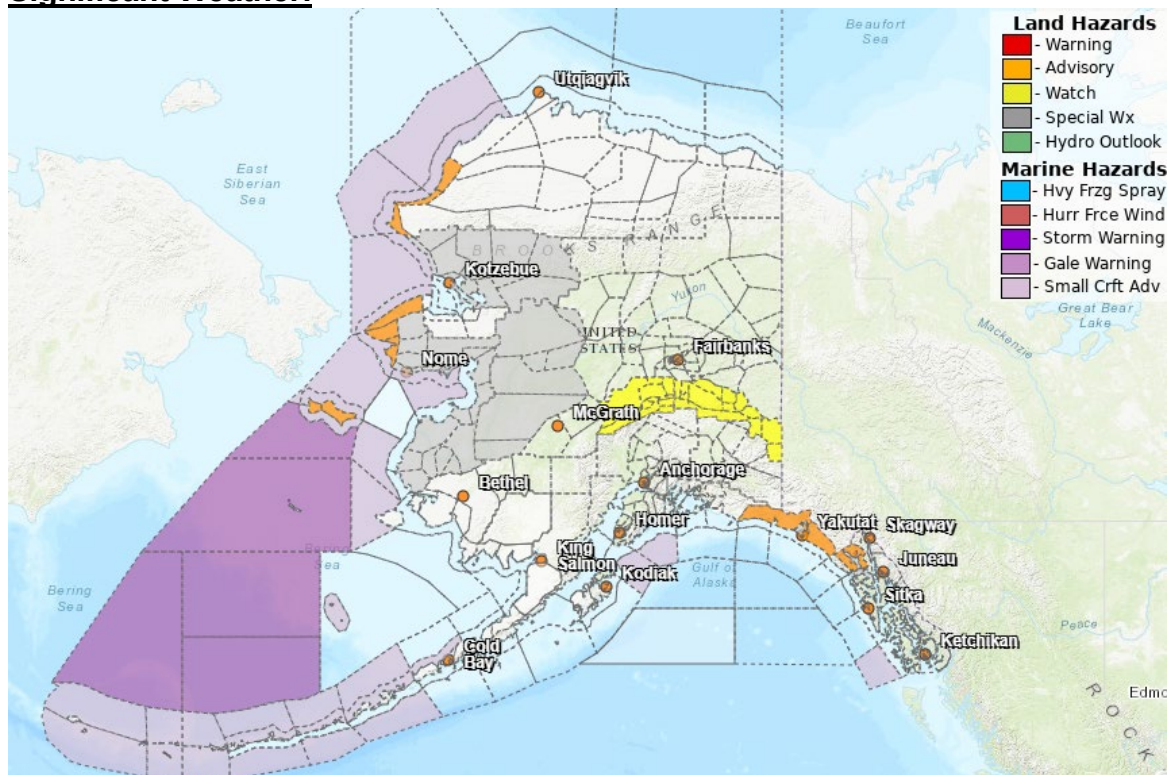 Significant Weather:
Land Hazards
- Warning
- Advisory
- Watch
- Special Wx
- Hydro Outlook
Marine Hazards
- Hvy Frzg Spray
- Hurr Frce Wind
- Storm Warning
- Gale Warning
- Small Crft Adv
Beaufort
Sea
Utqiagvik
East
Siberian
Sea
BROOKS RANGE
Kotzebue
Yukon
Great Bear
Lake
Mackenzie
UNITED
STATES
Fairbanks
Nome
McGrath
Anchorage
Bethel
Homer
Yakutat
Skagway
King
Salmon
Kodiak
Juneau
Gulf of
Alaska
Sea
Bering
Sea
Sitka
Peace
Ketchikan
Cold
Bay
Edmo
ROCK